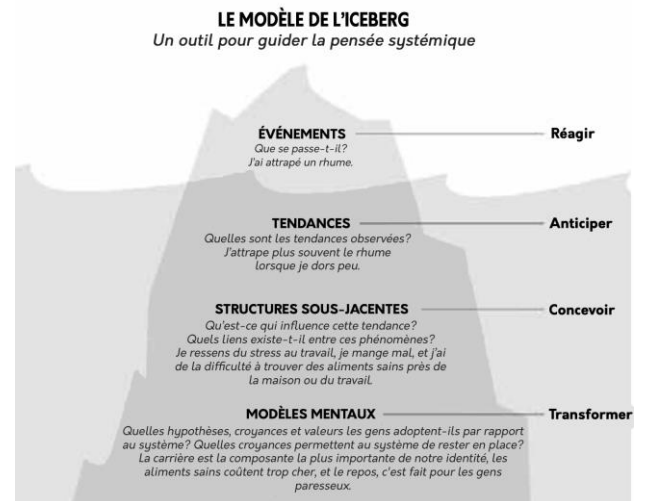 LE MODÈLE DE L'ICEBERG
Un outil pour guider la pensée systémique
ÉVÉNEMENTS
Réagir
Que se passe-t-il?
J'ai attrapé un rhume.
TENDANCES
Anticiper
Quelles sont les tendances observées?
J'attrape plus souvent le rhume
lorsque je dors peu.
STRUCTURES SOUS-JACENTES
Concevoir
Qu'est-ce qui influence cette tendance?
Quels liens existe-t-il entre ces phénomènes?
Je ressens du stress au travail, je mange mal, et j'ai
de la difficulté à trouver des aliments sains près de
la maison ou du travail.
MODÈLES MENTAUX
Transformer
Quelles hypothèses, croyances et valeurs les gens adoptent-ils par rapport
au système? Quelles croyances permettent au système de rester en place?
La carrière est la composante la plus importante de notre identité, les
aliments sains coûtent trop cher, et le repos, c'est fait pour les gens
paresseux.